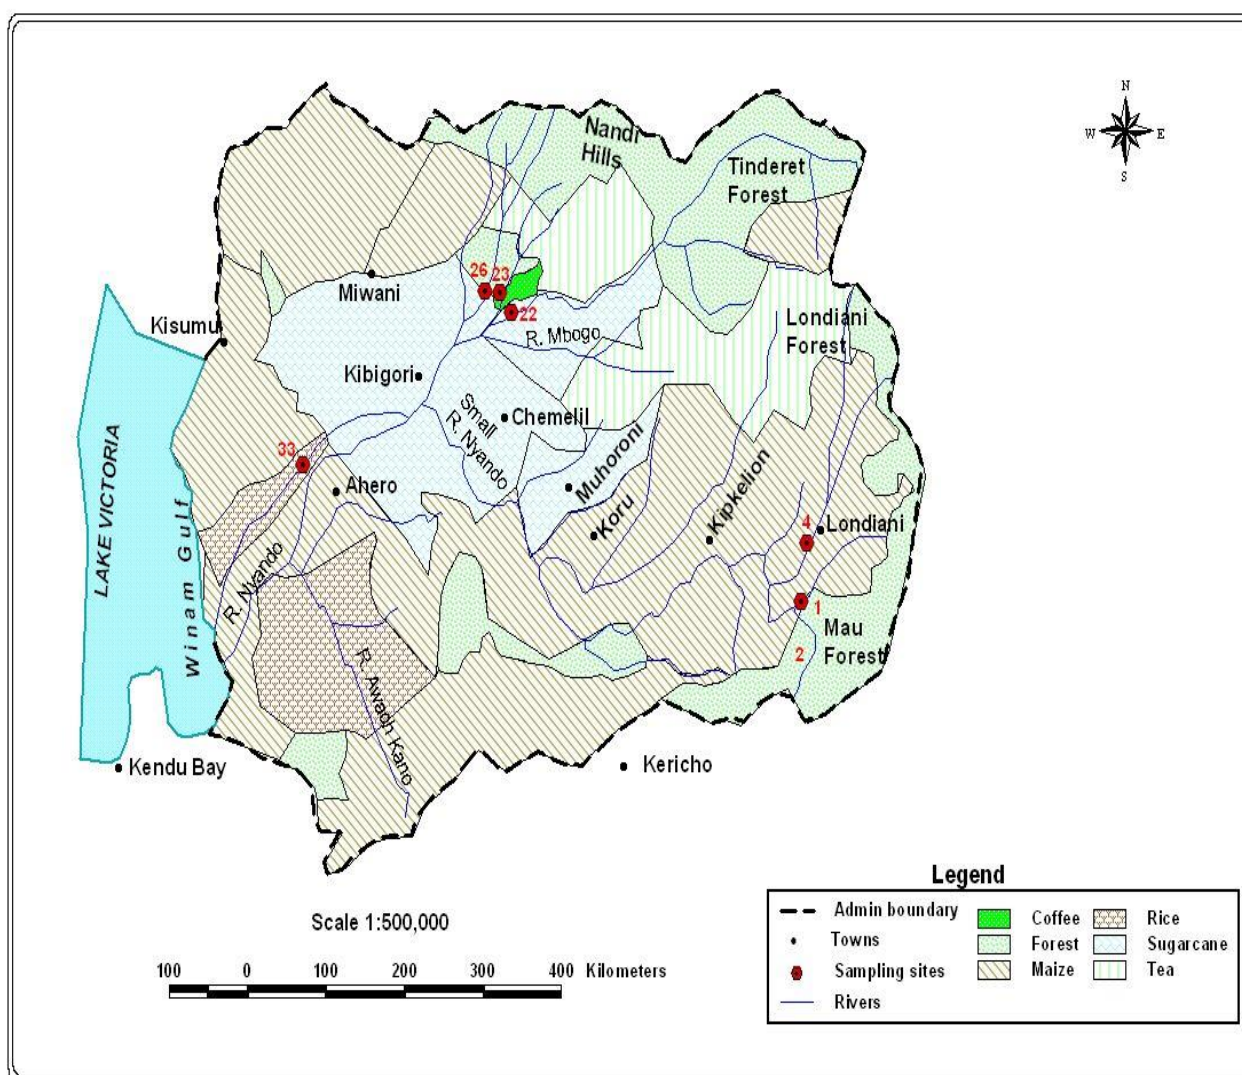 N
W E
S
Nandi
Hills
Tinderet
Forest
26 23
Miwani
22
Londiani
Forest
Kisumu
R. Mbogo
Kibigori
Small
R. Nyando
Chemelil
LAKE VICTORIA
33
Muhoroni
Ahero
Koru
Kipkelion
4
Londiani
Winam Gulf
R. Nyando
1
Mau
Forest
2
R. Awach Kano
Kendu Bay
Kericho
Legend
Admin boundary
Towns
Sampling sites
Rivers
Coffee
Forest
Maize
Rice
Sugarcane
Tea
Scale 1:500,000
100 0 100 200 300 400 Kilometers